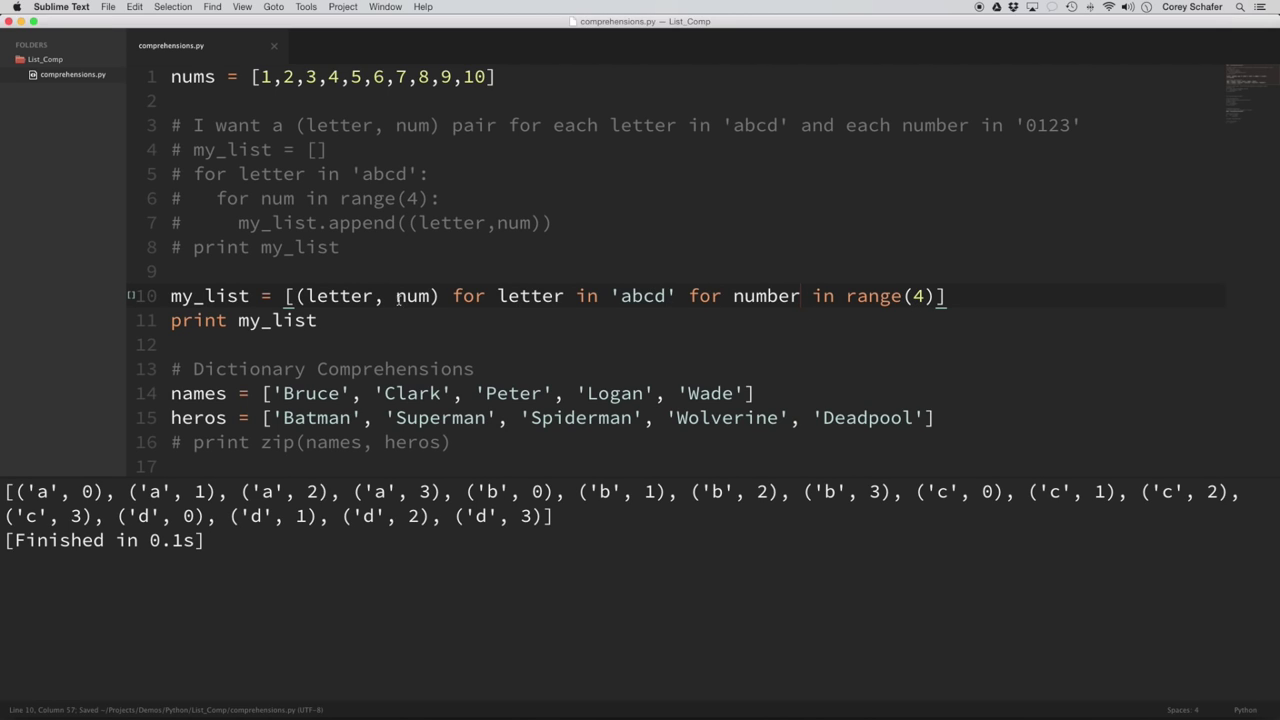 Sublime Text File Edit Selection Find View Goto Tools Project Window Help Corey Schafer
comprehensions.py — List_Comp
FOLDERS
List_Comp
comprehensions.py
comprehensions.py
1 nums = [1,2,3,4,5,6,7,8,9,10]
2
3 # I want a (letter, num) pair for each letter in 'abcd' and each number in '0123'
4 # my_list = []
5 # for letter in 'abcd':
6 #   for num in range(4):
7 #     my_list.append((letter,num))
8 # print my_list
9
10 my_list = [(letter, num) for letter in 'abcd' for number in range(4)]
11 print my_list
12
13 # Dictionary Comprehensions
14 names = ['Bruce', 'Clark', 'Peter', 'Logan', 'Wade']
15 heros = ['Batman', 'Superman', 'Spiderman', 'Wolverine', 'Deadpool']
16 # print zip(names, heros)
17
[('a', 0), ('a', 1), ('a', 2), ('a', 3), ('b', 0), ('b', 1), ('b', 2), ('b', 3), ('c', 0), ('c', 1), ('c', 2),
('c', 3), ('d', 0), ('d', 1), ('d', 2), ('d', 3)]
[Finished in 0.1s]
Line 10, Column 57; Saved ~/Projects/Demos/Python/List_Comp/comprehensions.py (UTF-8) Spaces: 4 Python